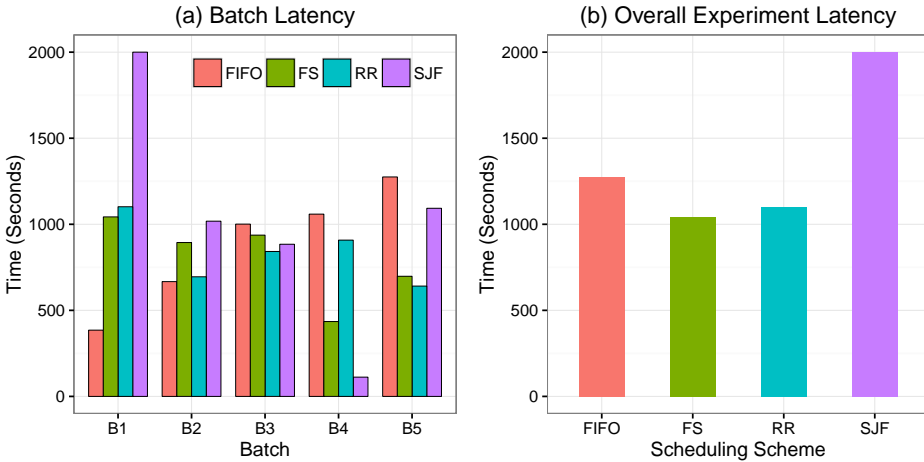 (a) Batch Latency
2000
1500
1000
500
0
Time (Seconds)
FIFO FS RR SJF
B1 B2 B3 B4 B5
Batch
(b) Overall Experiment Latency
2000
1500
1000
500
0
Time (Seconds)
FIFO FS RR SJF
Scheduling Scheme